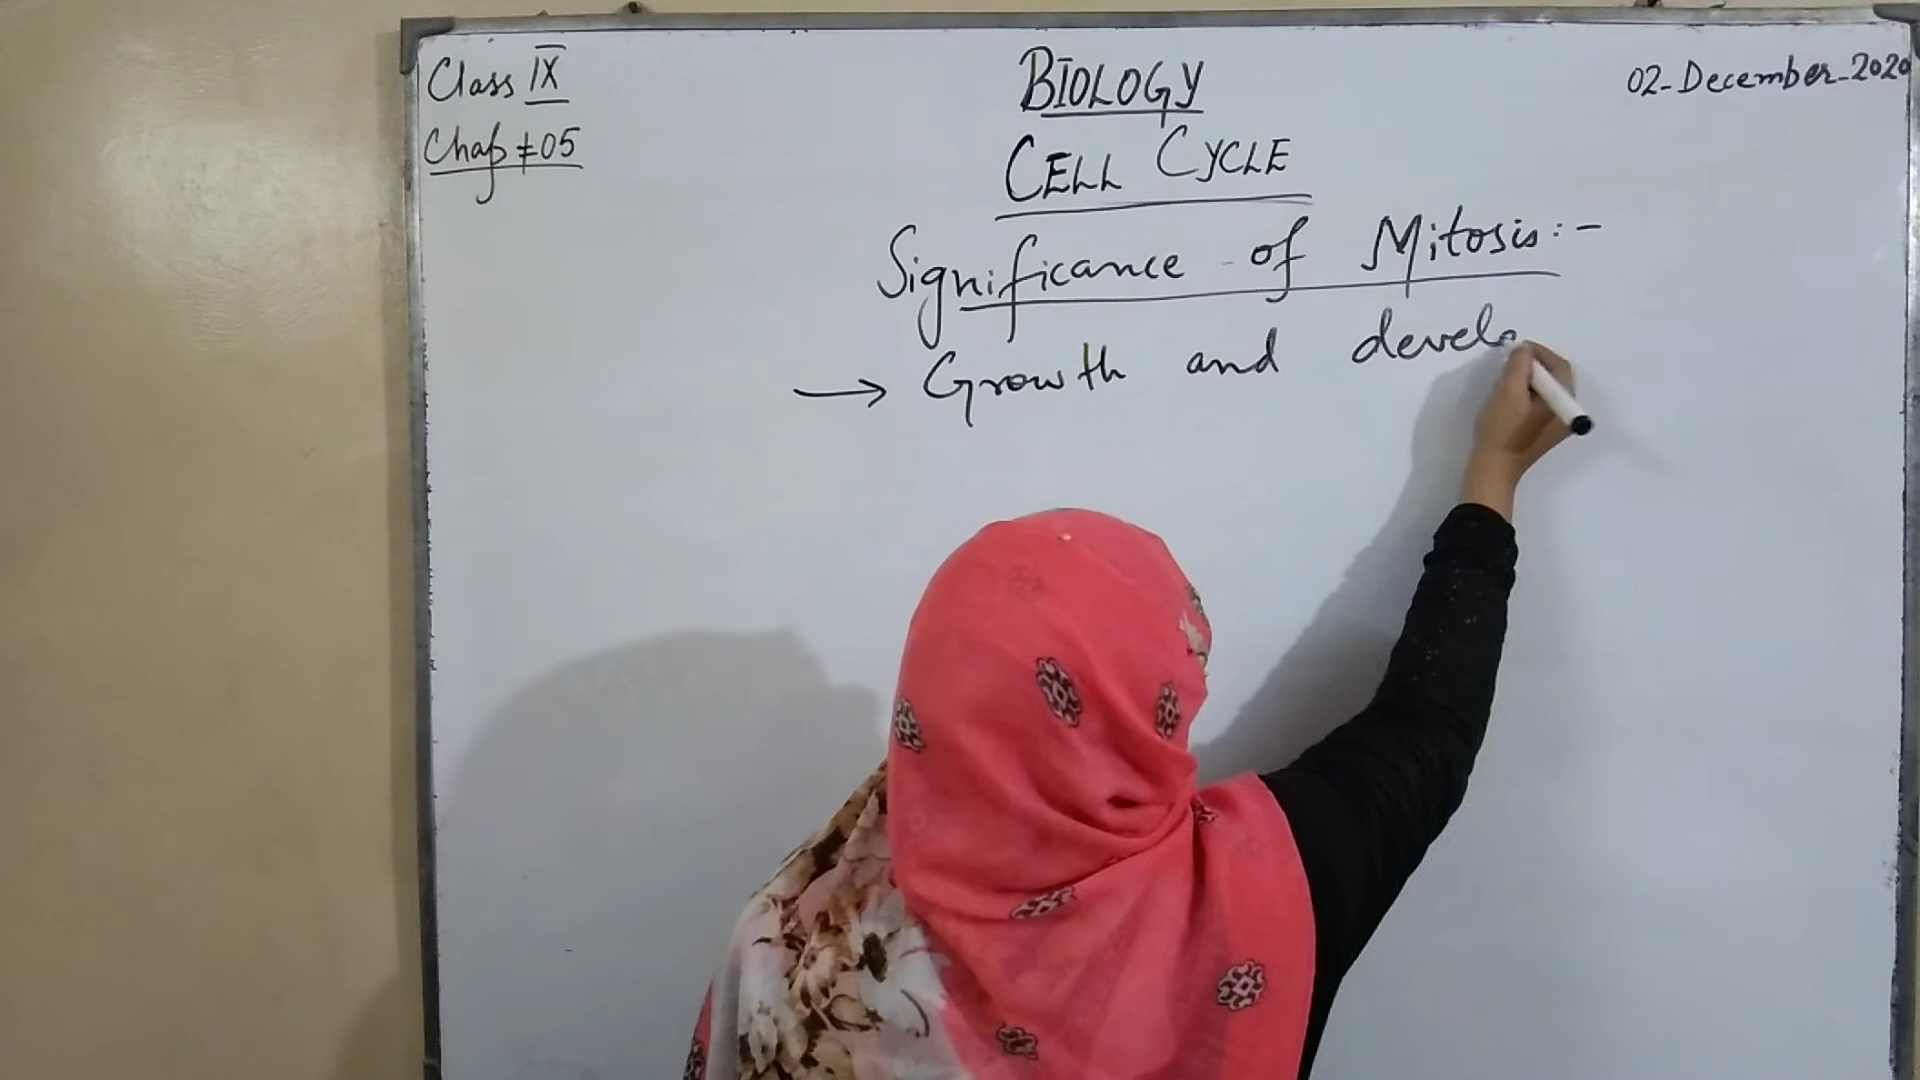 Class IX
Chap # 05
BIOLOGY
02-December-2020
CELL CYCLE
Significance of Mitosis:-
→ Growth and develo